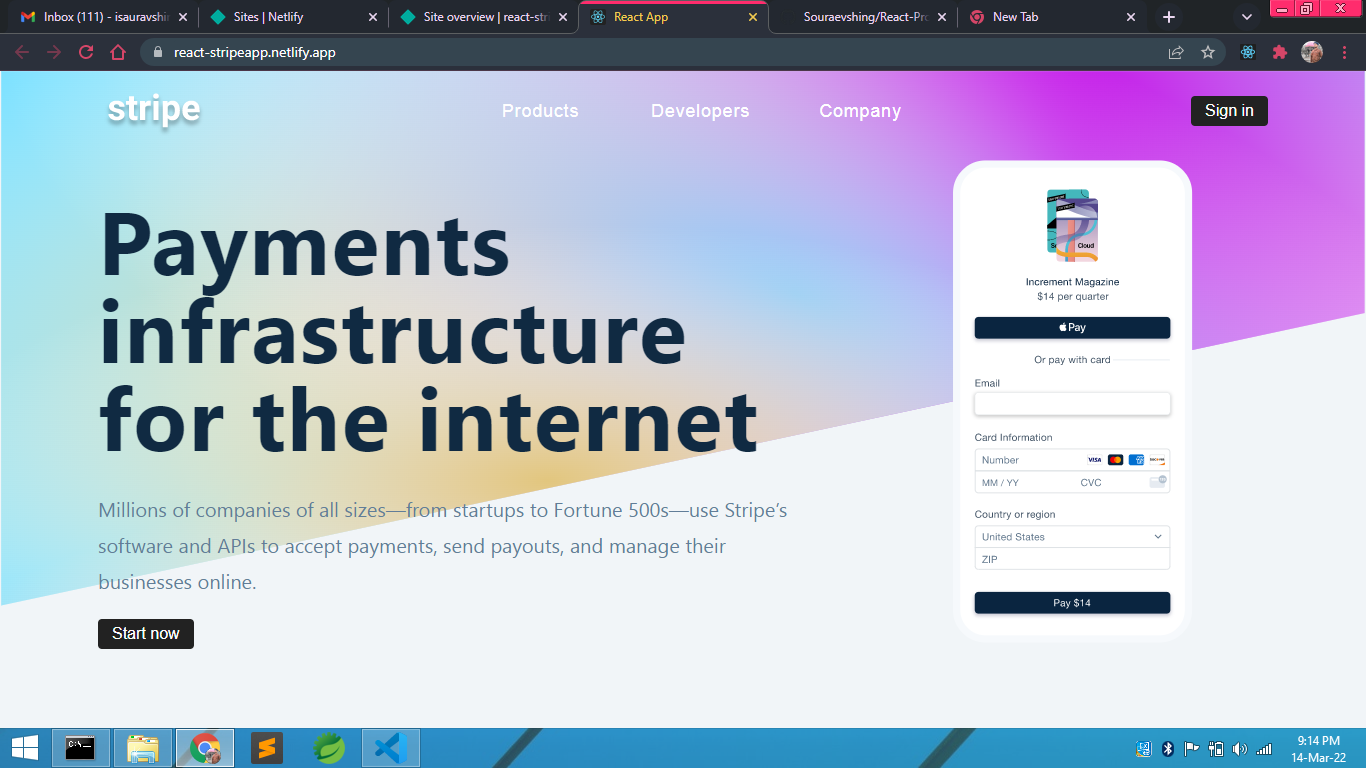 Inbox (111) - isauravshi
Sites | Netlify
Site overview | react-str
React App
Souraevshing/React-Pro
New Tab
react-stripeapp.netlify.app
stripe
Products
Developers
Company
Sign in
Payments
infrastructure
for the internet
Millions of companies of all sizes—from startups to Fortune 500s—use Stripe’s
software and APIs to accept payments, send payouts, and manage their
businesses online.
Start now
Cloud
Increment Magazine
$14 per quarter
Pay
Or pay with card
Email
Card Information
Number
VISA
MM / YY
CVC
Country or region
United States
ZIP
Pay $14
C:\._
9:14 PM
14-Mar-22